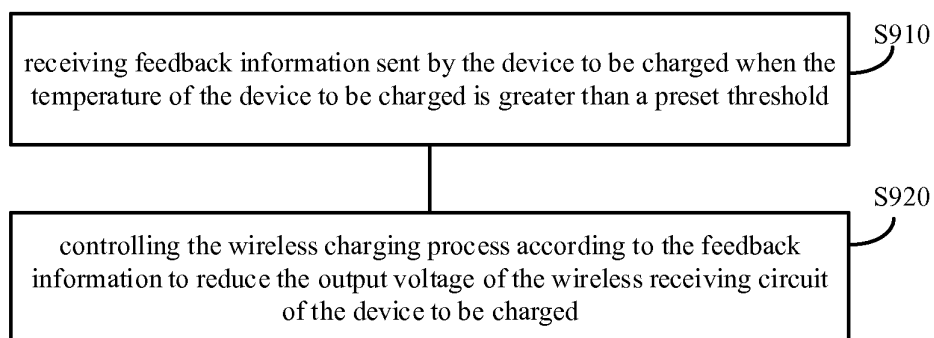 S910
receiving feedback information sent by the device to be charged when the
temperature of the device to be charged is greater than a preset threshold
S920
controlling the wireless charging process according to the feedback
information to reduce the output voltage of the wireless receiving circuit
of the device to be charged